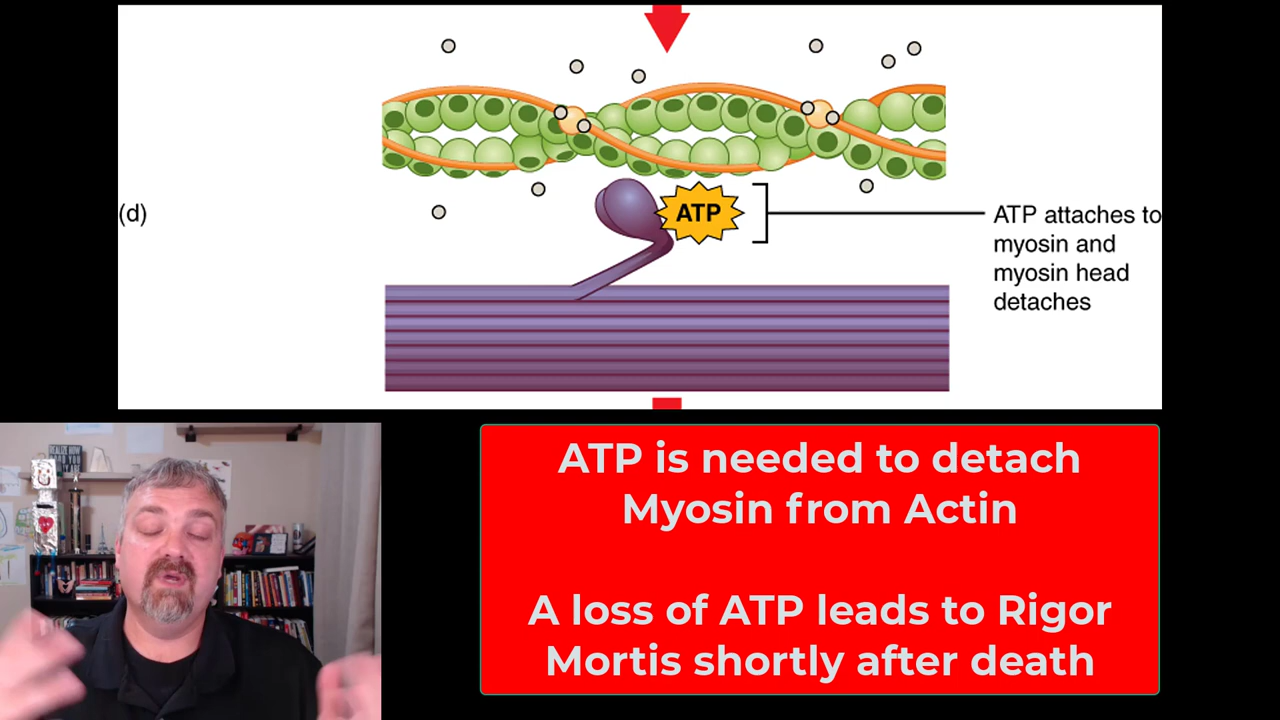 (d)
ATP
ATP attaches to
myosin and
myosin head
detaches
ATP is needed to detach
Myosin from Actin
A loss of ATP leads to Rigor
Mortis shortly after death